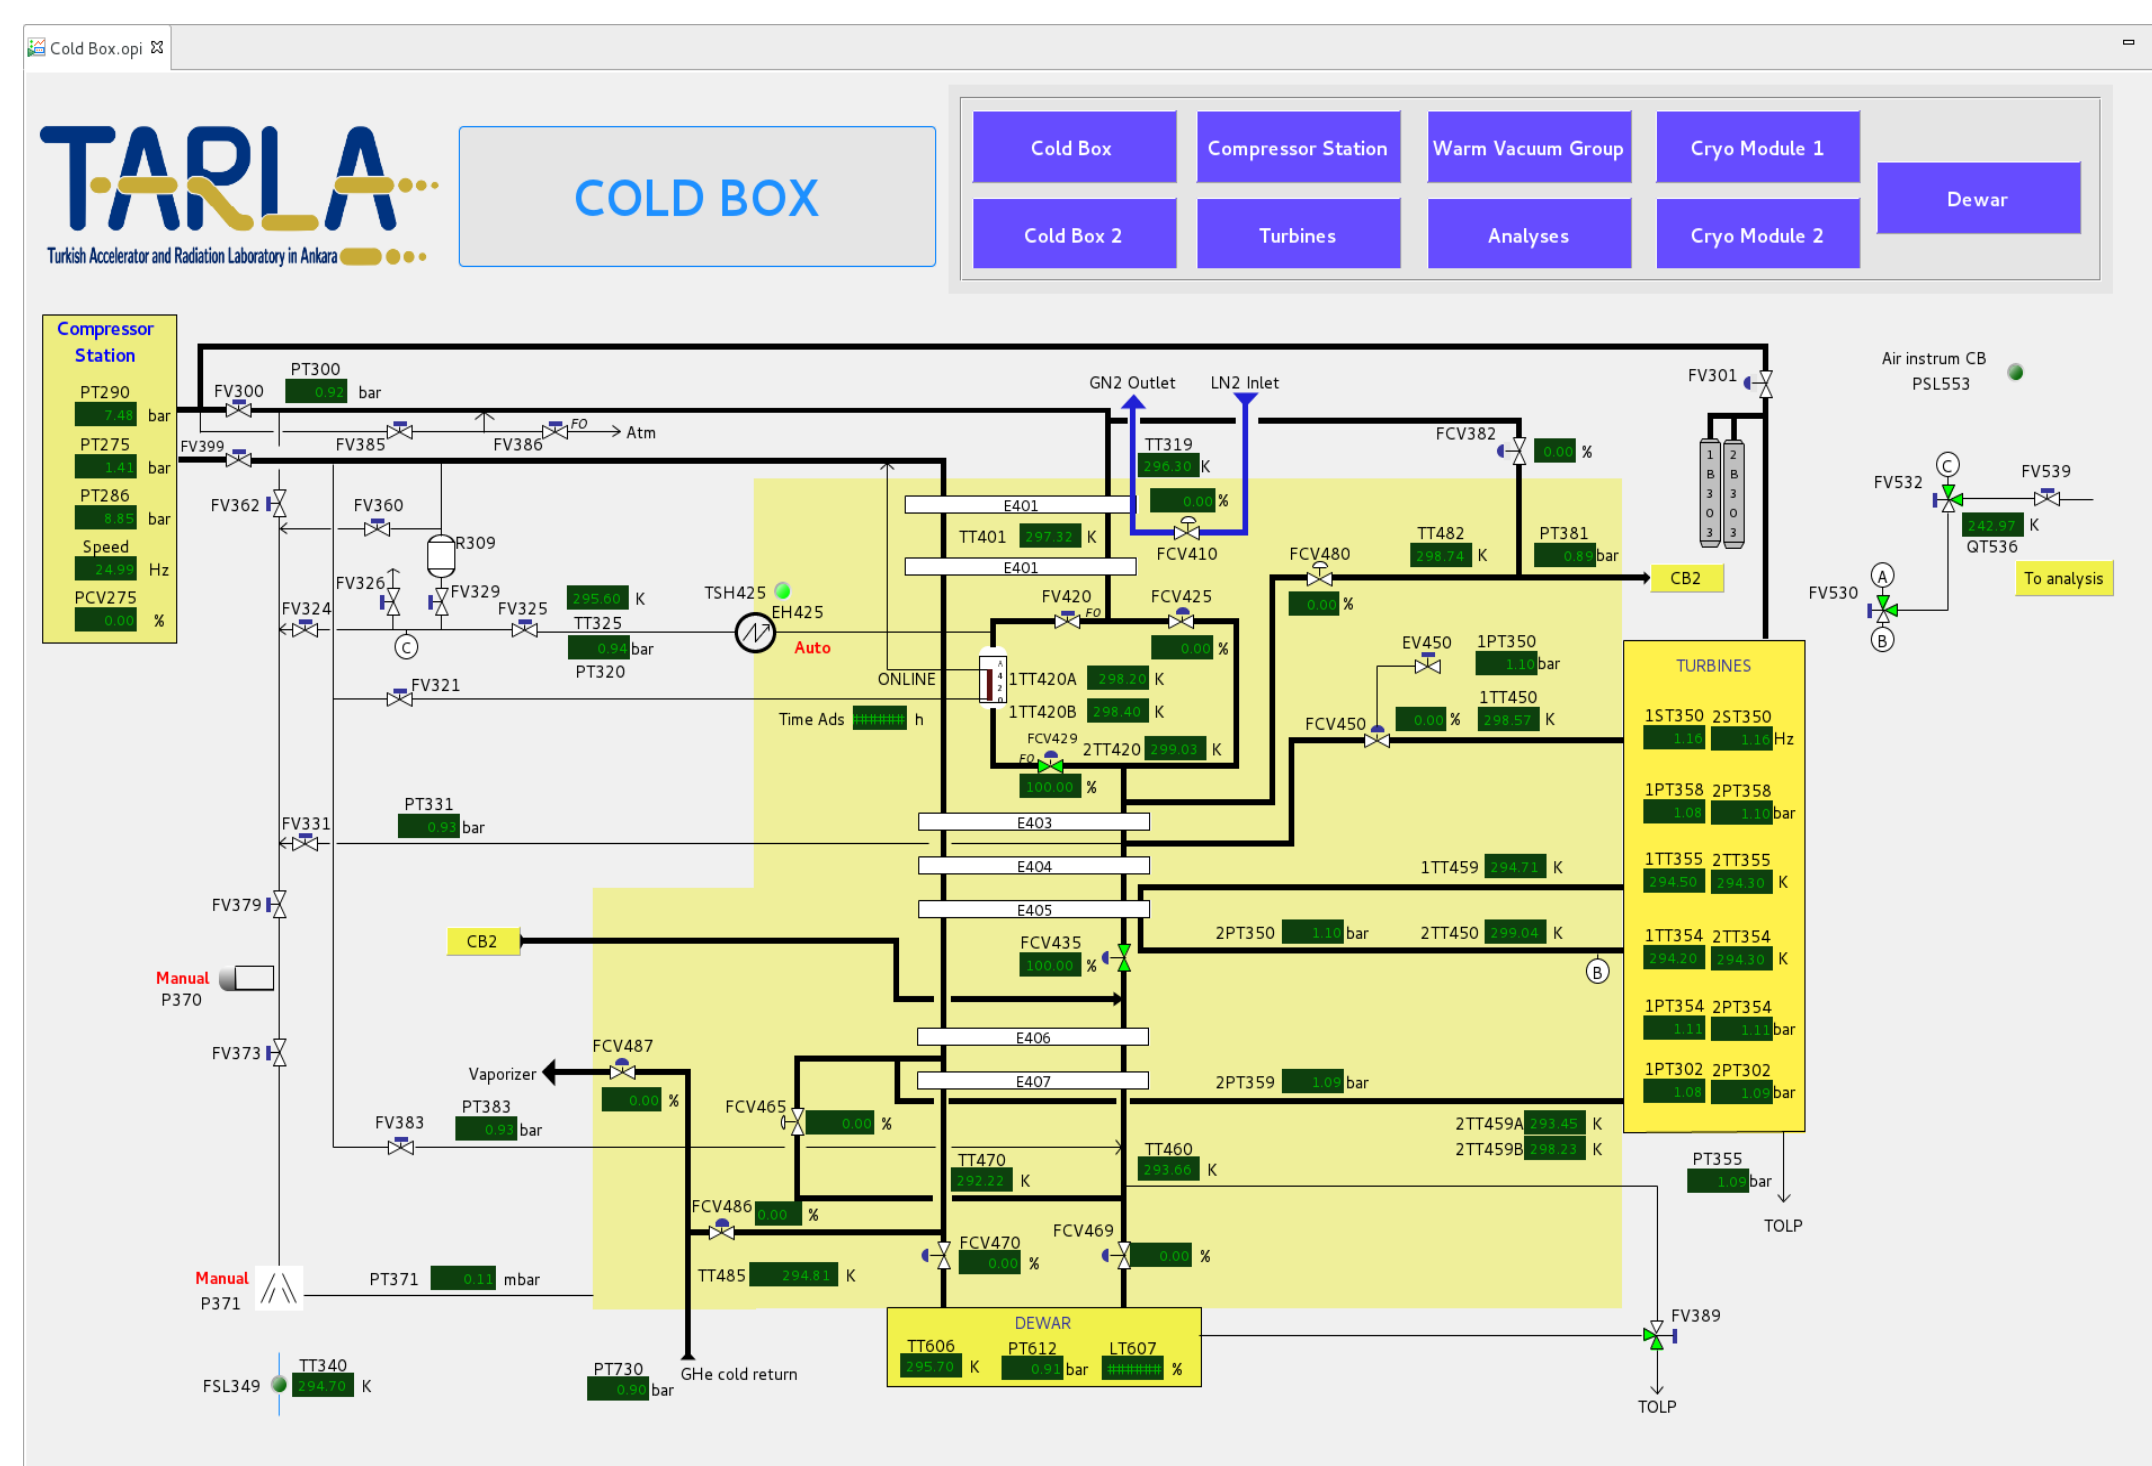 Cold Box.opi
TARLA
Turkish Accelerator and Radiation Laboratory in Ankara
COLD BOX
Cold Box
Compressor Station
Warm Vacuum Group
Cryo Module 1
Dewar
Cold Box 2
Turbines
Analyses
Cryo Module 2
Compressor
Station
PT290
7.48 bar
PT275
1.41 bar
PT286
8.85 bar
Speed
24.99 Hz
PCV275
0.00 %
FV300
PT300
0.92 bar
FV399
FV385
FV386
FO
Atm
FV362
FV360
R309
FV326
FV329
FV324
C
FV325
295.60 K
TT325
0.94 bar
PT320
TSH425
EH425
Auto
FV321
ONLINE
Time Ads ###### h
GN2 Outlet
LN2 Inlet
TT319
296.30 K
0.00 %
FCV410
E401
TT401 297.32 K
E401
FV420
FO
FCV425
0.00 %
A
4
2
0
1TT420A 298.20 K
1TT420B 298.40 K
FCV429
FO
2TT420 299.03 K
100.00 %
FCV382
0.00 %
FCV480
0.00 %
TT482
298.74 K
PT381
0.89 bar
CB2
EV450
1PT350
1.10 bar
1TT450
298.57 K
FCV450
0.00 %
FV301
1
B
3
0
3
2
B
3
0
3
Air instrum CB
PSL553
C
FV532
FV539
242.97 K
QT536
To analysis
FV530
A
B
TURBINES
1ST350 2ST350
1.16 1.16 Hz
1PT358 2PT358
1.08 1.10 bar
1TT355 2TT355
294.50 294.30 K
1TT354 2TT354
294.20 294.30 K
1PT354 2PT354
1.11 1.11 bar
1PT302 2PT302
1.08 1.09 bar
PT331
0.93 bar
FV331
E403
E404
E405
1TT459 294.71 K
2PT350 1.10 bar
2TT450 299.04 K
B
FV379
CB2
FCV435
100.00 %
Manual
P370
FV373
E406
E407
2PT359 1.09 bar
FCV487
Vaporizer
0.00 %
FCV465
0.00 %
FV383
PT383
0.93 bar
2TT459A 293.45 K
2TT459B 298.23 K
TT470
292.22 K
TT460
293.66 K
PT355
1.09 bar
TOLP
FCV486
0.00 %
FCV470
0.00 %
FCV469
0.00 %
TT485 294.81 K
Manual
P371
PT371 0.11 mbar
DEWAR
TT606
295.70 K
PT612
0.91 bar
LT607
###### %
FV389
TOLP
FSL349
TT340
294.70 K
PT730
0.90 bar
GHe cold return